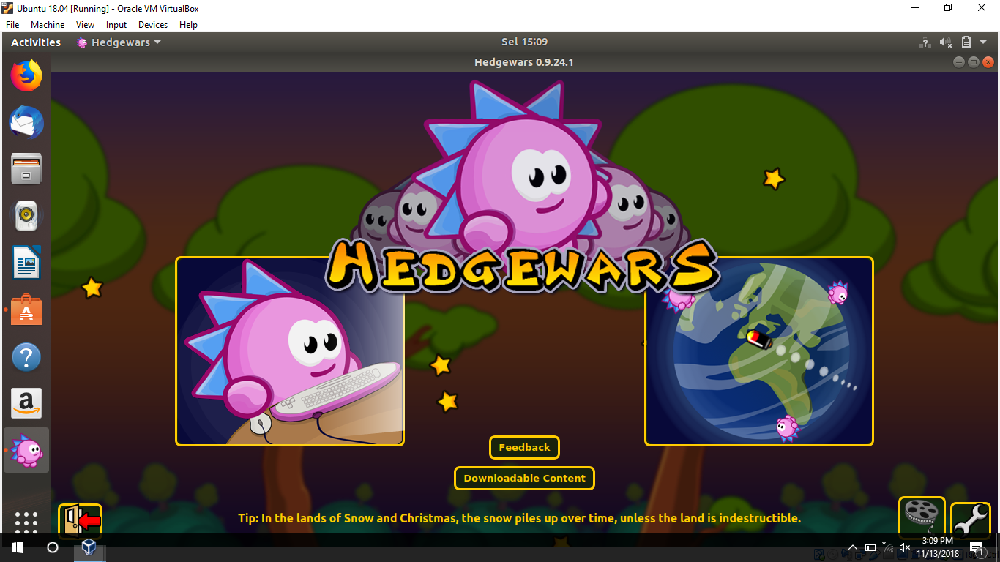 Ubuntu 18.04 [Running] - Oracle VM VirtualBox
File Machine View Input Devices Help
Activities Hedgewars Sel 15:09
Hedgewars 0.9.24.1
HEDGEWARS
Feedback
Downloadable Content
Tip: In the lands of Snow and Christmas, the snow piles up over time, unless the land is indestructible.
3:09 PM
11/13/2018
1